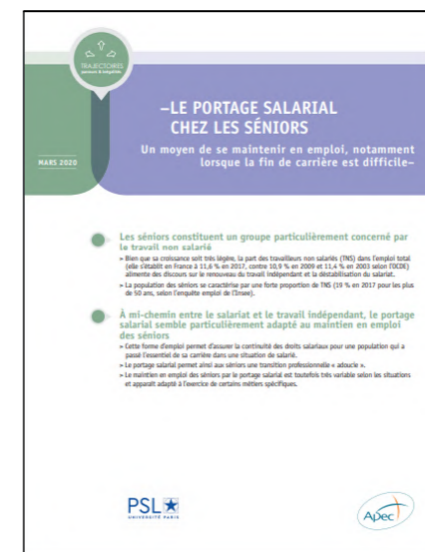 TRAJECTOIRES
parcours & inégalités
MARS 2020
–LE PORTAGE SALARIAL
CHEZ LES SÉNIORS
Un moyen de se maintenir en emploi, notamment
lorsque la fin de carrière est difficile–
Les séniors constituent un groupe particulièrement concerné par
le travail non salarié
» Bien que sa croissance soit très légère, la part des travailleurs non salariés (TNS) dans l'emploi total
(elle s'établit en France à 11,6 % en 2017, contre 10,9 % en 2009 et 11,4 % en 2003 selon l'OCDE)
alimente des discours sur le renouveau du travail indépendant et la déstabilisation du salariat.
» La population des séniors se caractérise par une forte proportion de TNS (19 % en 2017 pour les plus
de 50 ans, selon l'enquête emploi de l'Insee).
À mi-chemin entre le salariat et le travail indépendant, le portage
salarial semble particulièrement adapté au maintien en emploi
des séniors
» Cette forme d'emploi permet d'assurer la continuité des droits salariaux pour une population qui a
passé l'essentiel de sa carrière dans une situation de salarié.
» Le portage salarial permet ainsi aux séniors une transition professionnelle « adoucie ».
» Le maintien en emploi des séniors par le portage salarial est toutefois très variable selon les situations
et apparaît adapté à l'exercice de certains métiers spécifiques.
PSL
UNIVERSITÉ PARIS
Apec